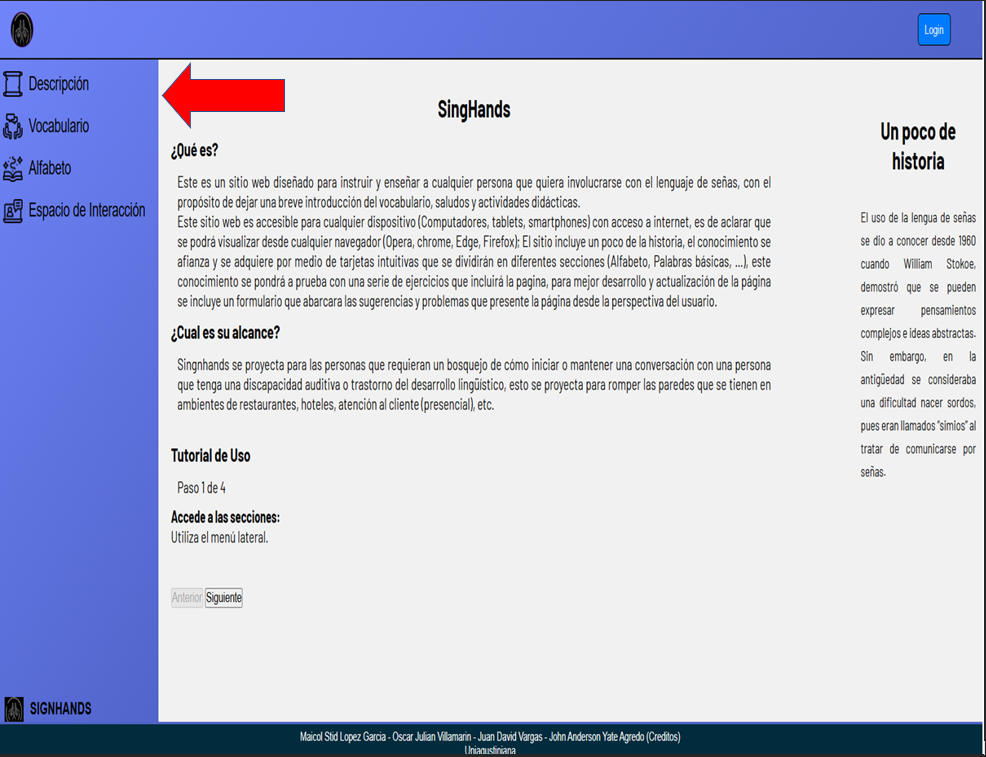 Login
Descripción
Vocabulario
Alfabeto
Espacio de Interacción
SIGNHANDS
SingHands
¿Qué es?
Este es un sitio web diseñado para instruir y enseñar a cualquier persona que quiera involucrarse con el lenguaje de señas, con el
propósito de dejar una breve introducción del vocabulario, saludos y actividades didácticas.
Este sitio web es accesible para cualquier dispositivo (Computadores, tablets, smartphones) con acceso a internet, es de aclarar que
se podrá visualizar desde cualquier navegador (Opera, chrome, Edge, Firefox); El sitio incluye un poco de la historia, el conocimiento se
afianza y se adquiere por medio de tarjetas intuitivas que se dividirán en diferentes secciones (Alfabeto, Palabras básicas, ...), este
conocimiento se pondrá a prueba con una serie de ejercicios que incluirá la pagina, para mejor desarrollo y actualización de la página
se incluye un formulario que abarcara las sugerencias y problemas que presente la página desde la perspectiva del usuario.
¿Cual es su alcance?
Singnhands se proyecta para las personas que requieran un bosquejo de cómo iniciar o mantener una conversación con una persona
que tenga una discapacidad auditiva o trastorno del desarrollo lingüístico, esto se proyecta para romper las paredes que se tienen en
ambientes de restaurantes, hoteles, atención al cliente (presencial), etc.
Tutorial de Uso
Paso 1 de 4
Accede a las secciones:
Utiliza el menú lateral.
Anterior Siguiente
Un poco de
historia
El uso de la lengua de señas
se dio a conocer desde 1960
cuando William Stokoe,
demostró que se pueden
expresar pensamientos
complejos e ideas abstractas.
Sin embargo, en la
antigüedad se consideraba
una dificultad nacer sordos,
pues eran llamados "simios" al
tratar de comunicarse por
señas.
Maicol Stid Lopez Garcia - Oscar Julian Villamarin - Juan David Vargas - John Anderson Yate Agredo (Creditos)
Uniagustiniana